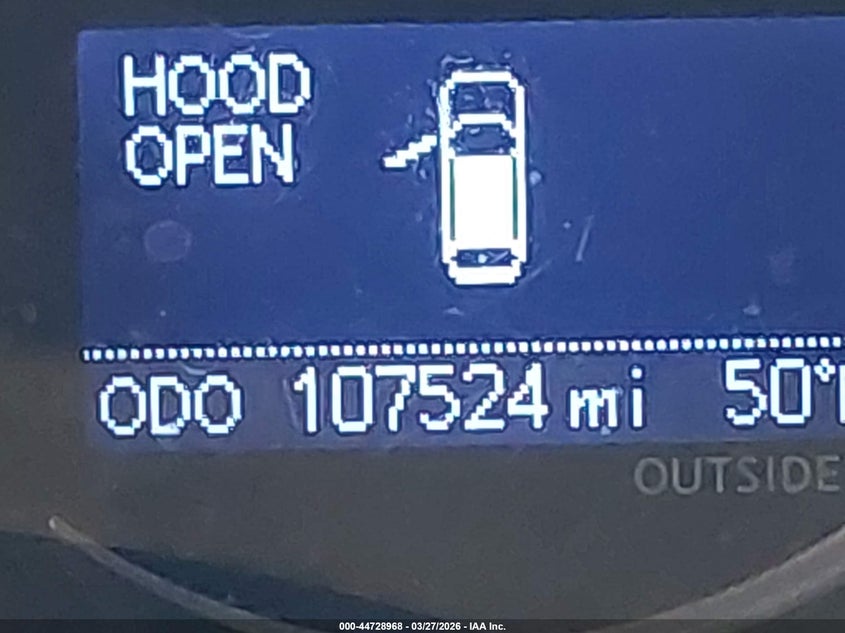 HOOD
OPEN
ODO 107524 mi 50°
OUTSIDE
000-44728968 - 03/27/2026 - IAA Inc.